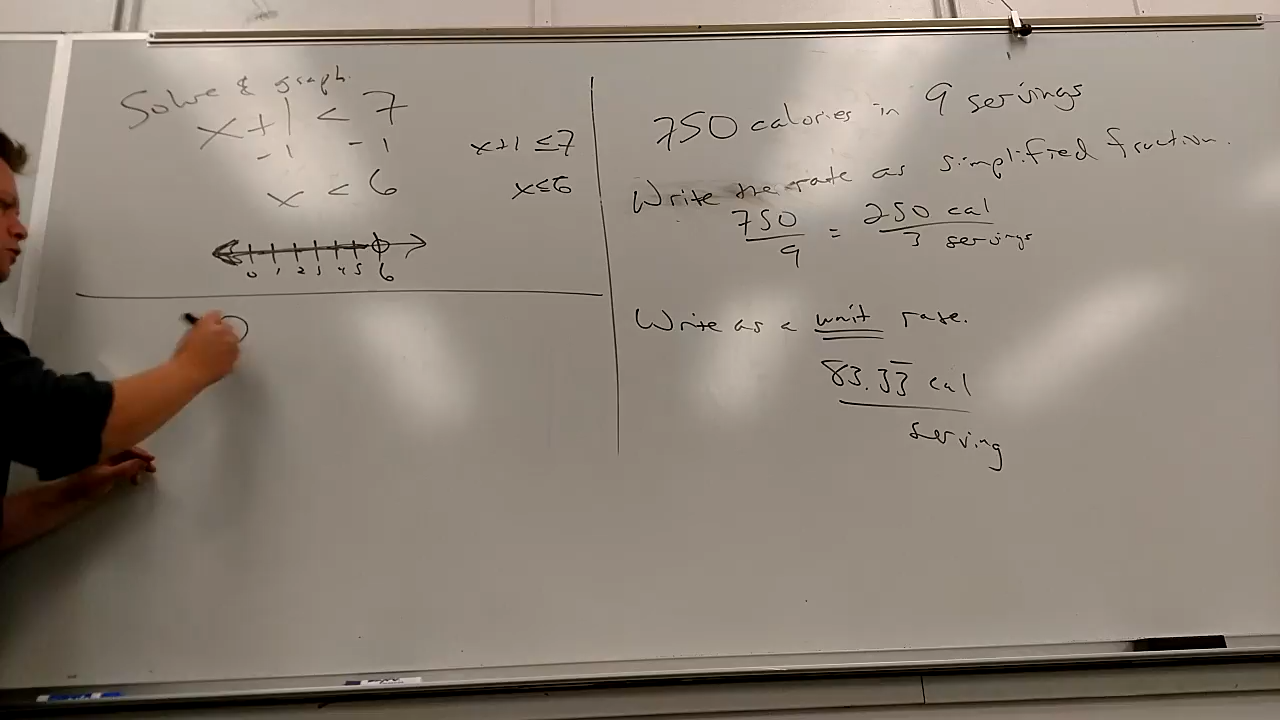 Solve & graph.
x + 1 < 7
-1 -1
x < 6
x+1 ≤7
x≤6
0 1 2 3 4 5 6
750 calories in 9 servings
Write the rate as simplified fraction.
750/9 = 250 cal/3 servings
Write as a unit rate.
83.3̅3̅ cal
serving